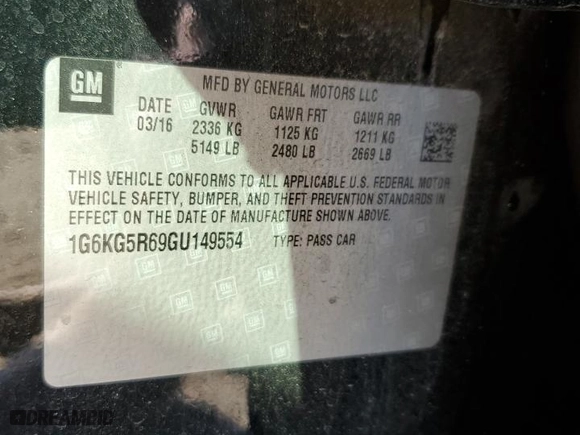 GM
MFD BY GENERAL MOTORS LLC
DATE GVWR GAWR FRT GAWR RR
03/16 2336 KG 1125 KG 1211 KG
5149 LB 2480 LB 2669 LB
THIS VEHICLE CONFORMS TO ALL APPLICABLE U.S. FEDERAL MOTOR
VEHICLE SAFETY, BUMPER, AND THEFT PREVENTION STANDARDS IN
EFFECT ON THE DATE OF MANUFACTURE SHOWN ABOVE.
1G6KG5R69GU149554 TYPE: PASS CAR
DREAMBID